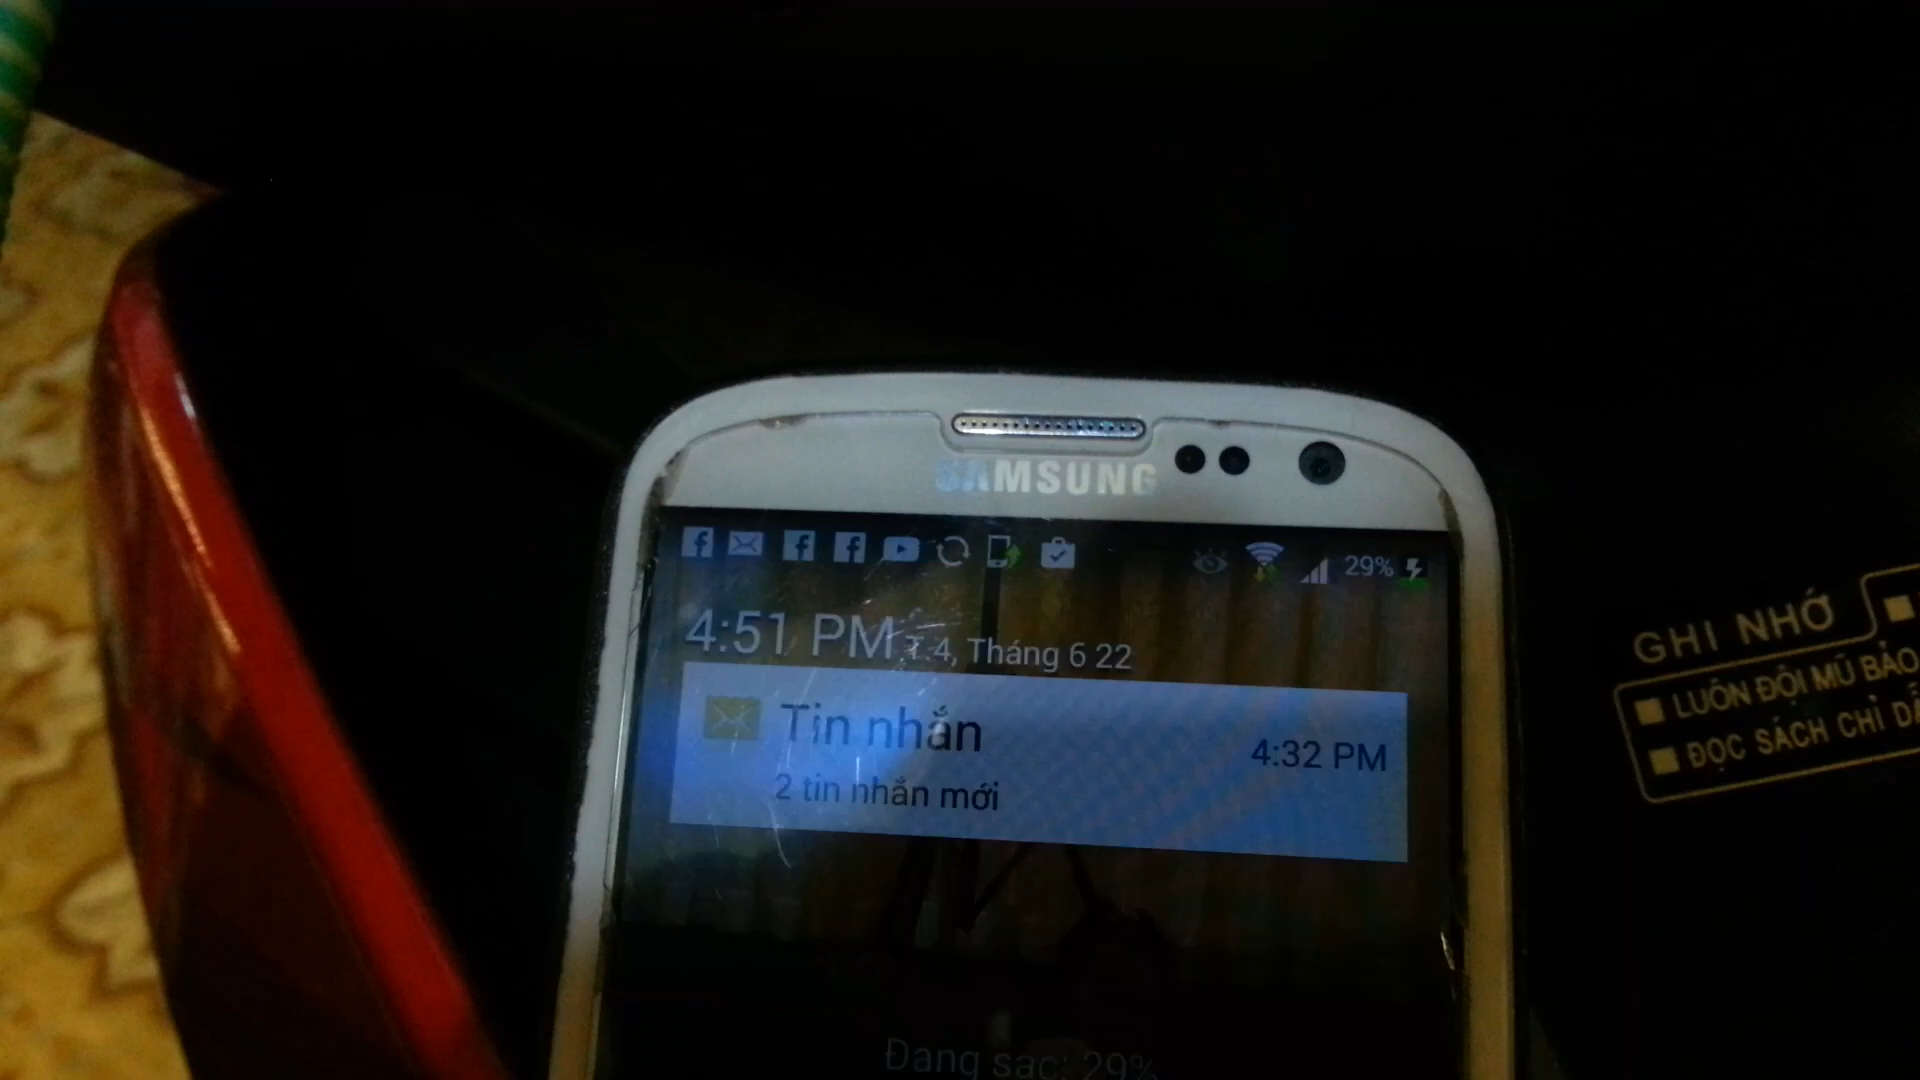 SAMSUNG
29%
4:51 PM T.4, Tháng 6 22
Tin nhắn
4:32 PM
2 tin nhắn mới
Đang sạc: 29%
GHI NHỚ
LUÔN ĐỘI MŨ BẢO
ĐỌC SÁCH CHỈ